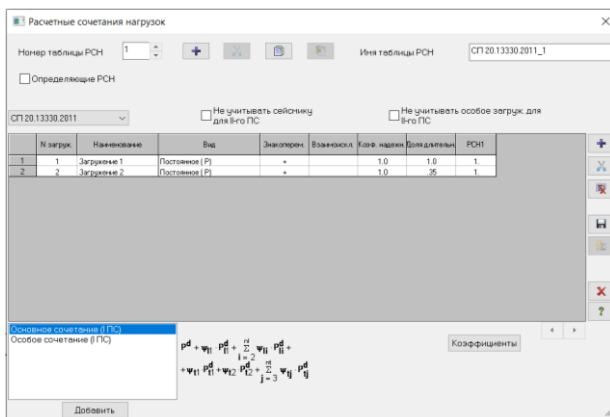 Расчетные сочетания нагрузок
Номер таблицы РСН 1 Имя таблицы РСН СП 20.13330.2011_1
Определяющие РСН
СП 20.13330.2011 Не учитывать сейсмику для II-го ПС Не учитывать особое загруж. для II-го ПС
N загруж. Наименование Вид Знакоперем. Взаимоискл. Коэф. надежн. Доля длительн. РСН1
1 1 Загружение 1 Постоянное ( P) + 1.0 1.0 1.
2 2 Загружение 2 Постоянное ( P) + 1.0 .35 1.
Основное сочетание (I ПС)
Особое сочетание (I ПС)
Коэффициенты
Добавить